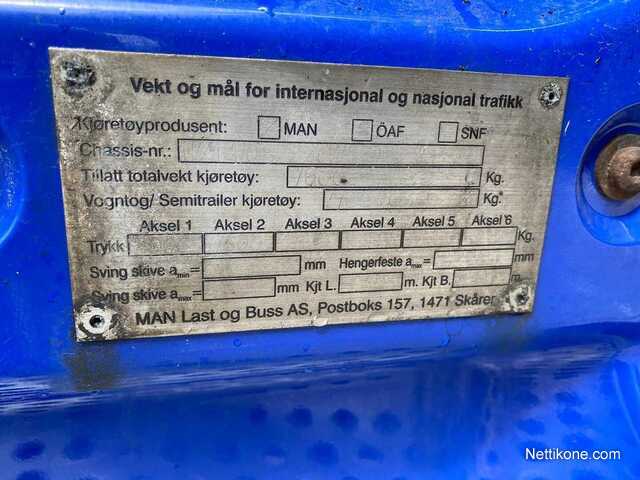 Vekt og mål for internasjonal og nasjonal trafikk
Kjøretøyprodusent: MAN ÖAF SNF
Chassis-nr.:
Tillatt totalvekt kjøretøy: Kg.
Vogntog/ Semitrailer kjøretøy: Kg.
Aksel 1 Aksel 2 Aksel 3 Aksel 4 Aksel 5 Aksel 6
Trykk Kg.
Sving skive amin= mm Hengerfeste amax= mm
Sving skive amax= mm Kjt L. m. Kjt B. m.
MAN Last og Buss AS, Postboks 157, 1471 Skårer
Nettikone.com